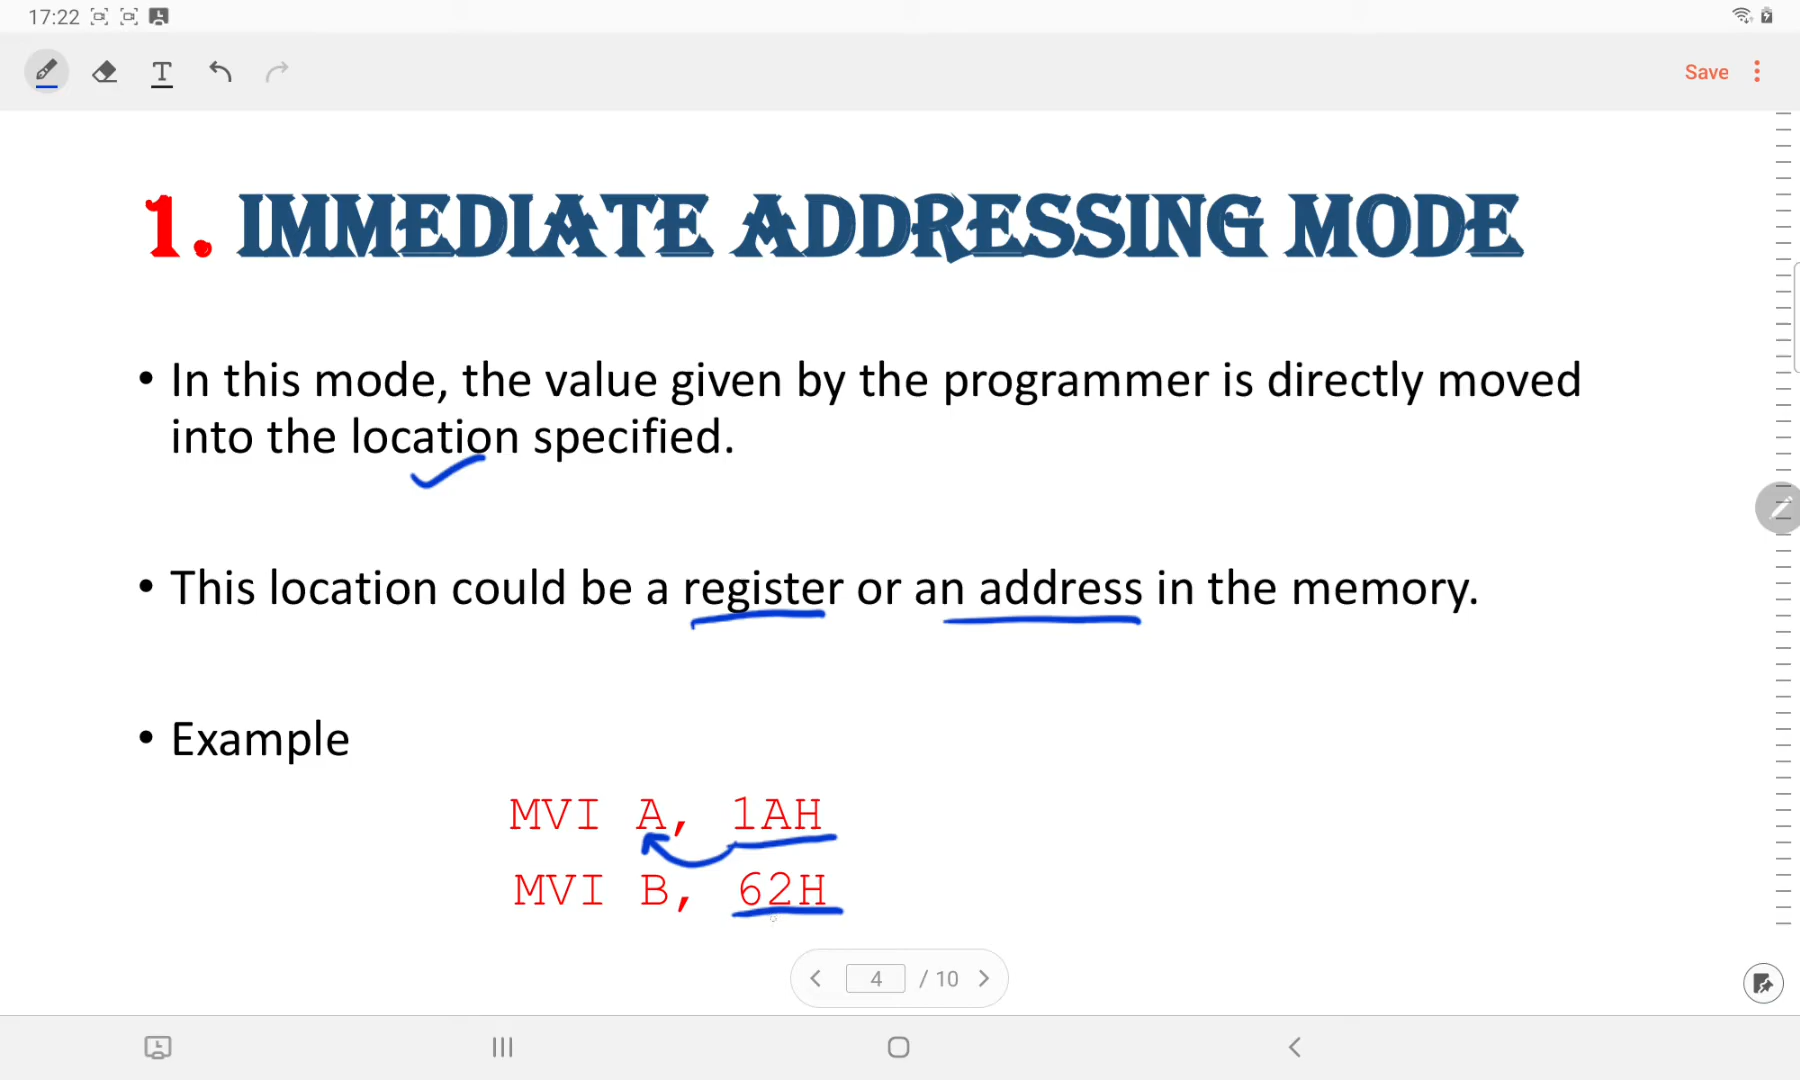 17:22
T
Save
1. IMMEDIATE ADDRESSING MODE
• In this mode, the value given by the programmer is directly moved
into the location specified.
• This location could be a register or an address in the memory.
• Example
MVI A, 1AH
MVI B, 62H
4 / 10